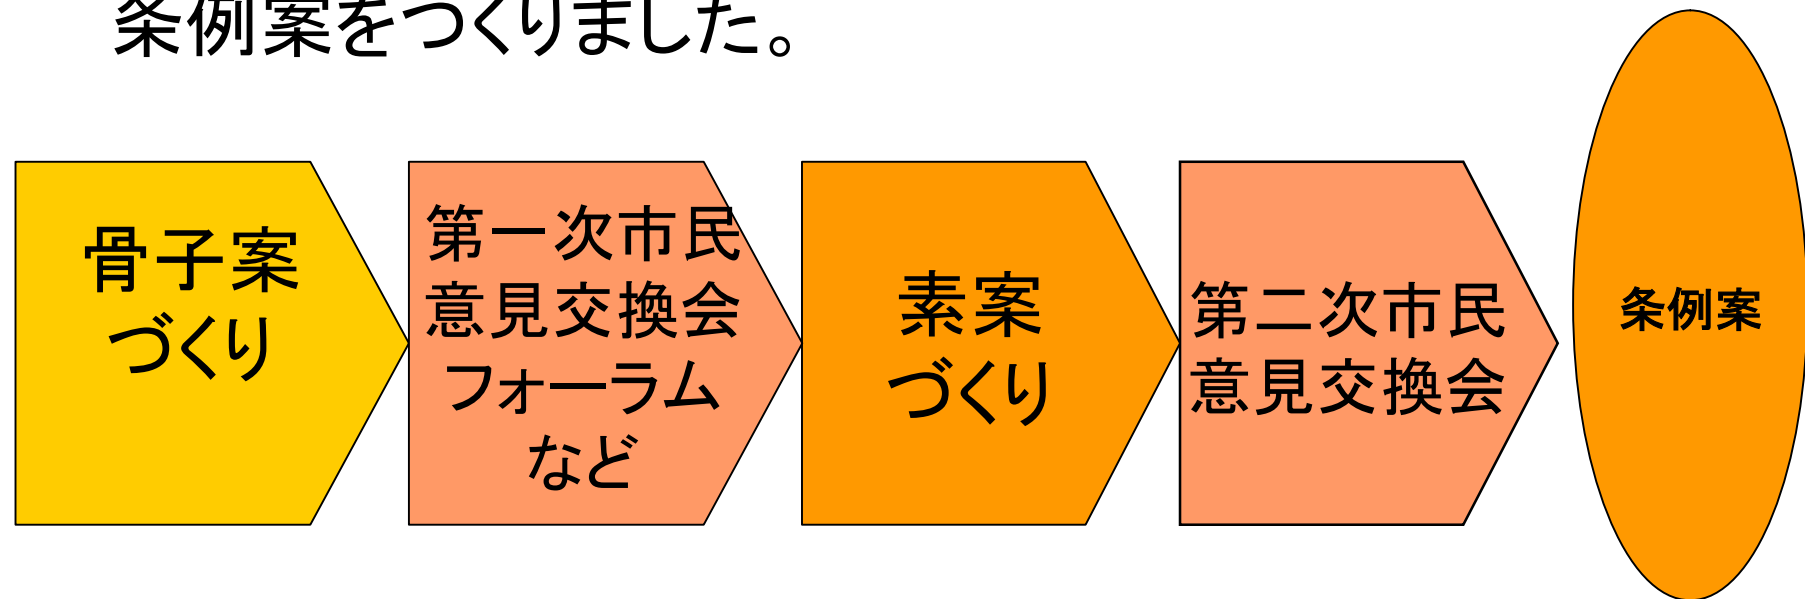 条例案をつくりました。
骨子案
づくり
第一次市民
意見交換会
フォーラム
など
素案
づくり
第二次市民
意見交換会
条例案